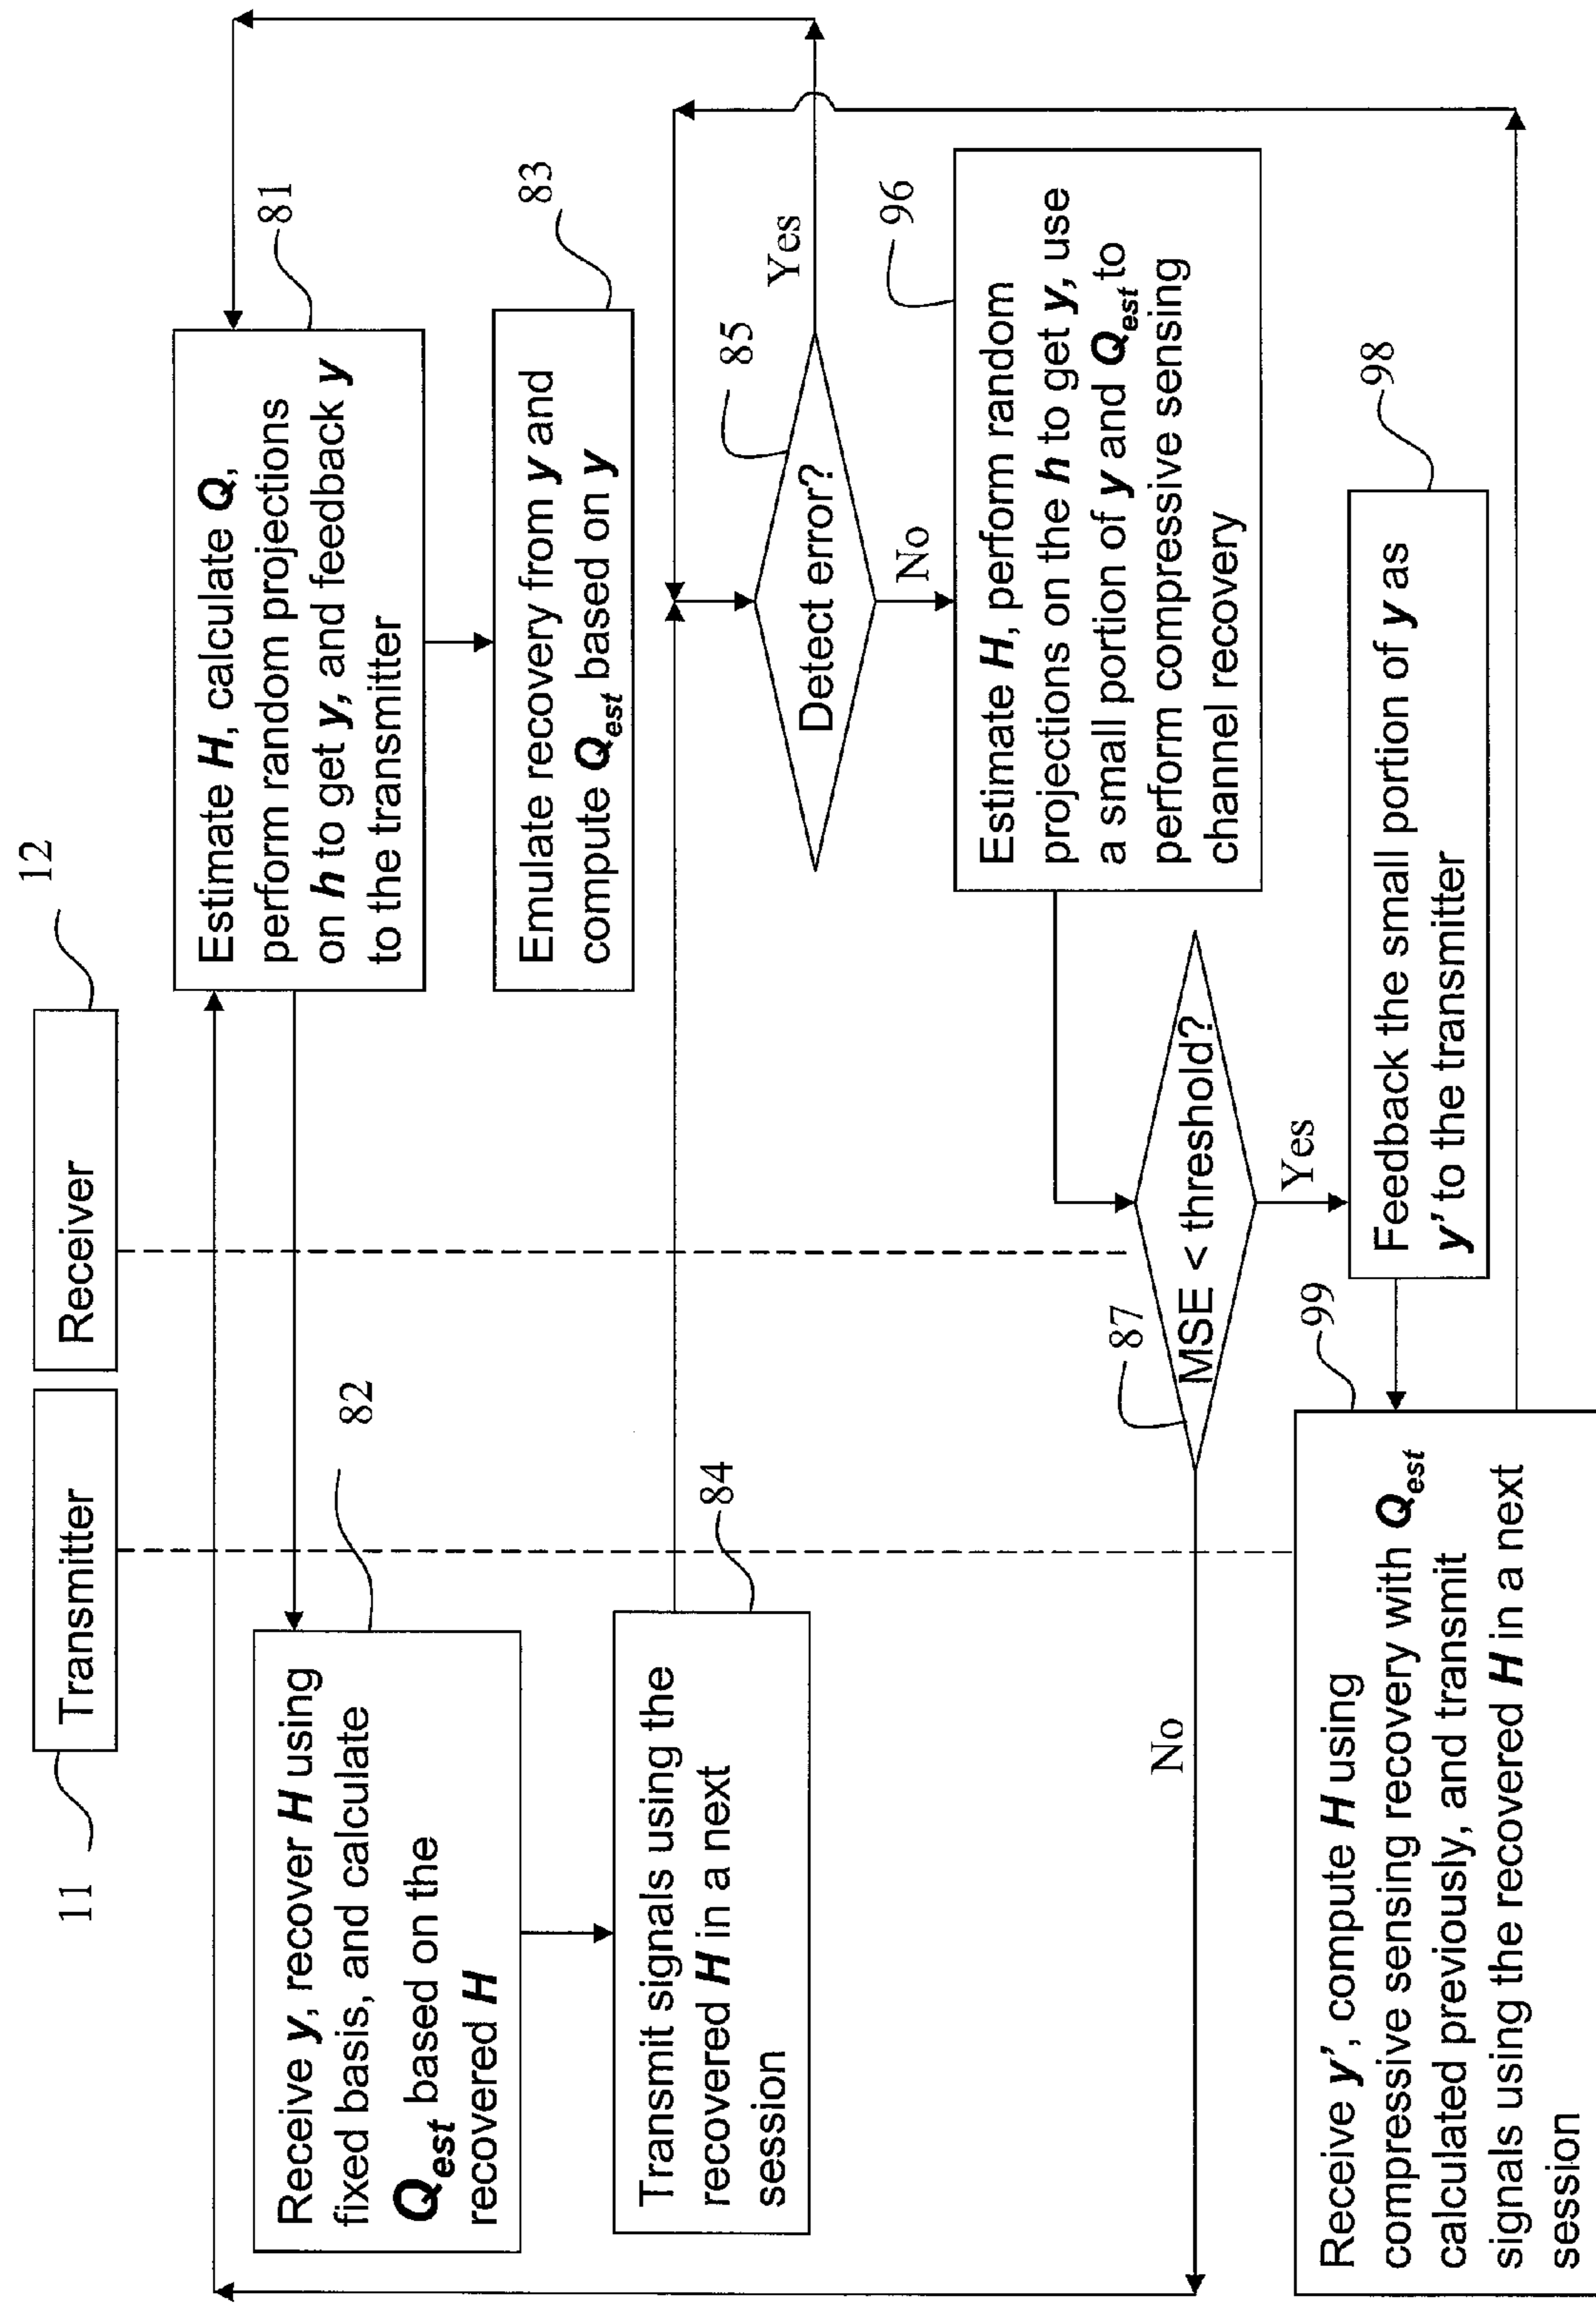 11
Transmitter
Receiver
12
Estimate H, calculate Q,
perform random projections
on h to get y, and feedback y
to the transmitter
81
Receive y, recover H using
fixed basis, and calculate
Qest based on the
recovered H
82
Emulate recovery from y and
compute Qest based on y
83
Transmit signals using the
recovered H in a next
session
84
Detect error?
85
Yes
No
Estimate H, perform random
projections on the h to get y, use
a small portion of y and Qest to
perform compressive sensing
channel recovery
96
MSE < threshold?
87
No
Yes
Feedback the small portion of y as
y' to the transmitter
98
Receive y', compute H using
compressive sensing recovery with Qest
calculated previously, and transmit
signals using the recovered H in a next
session
99